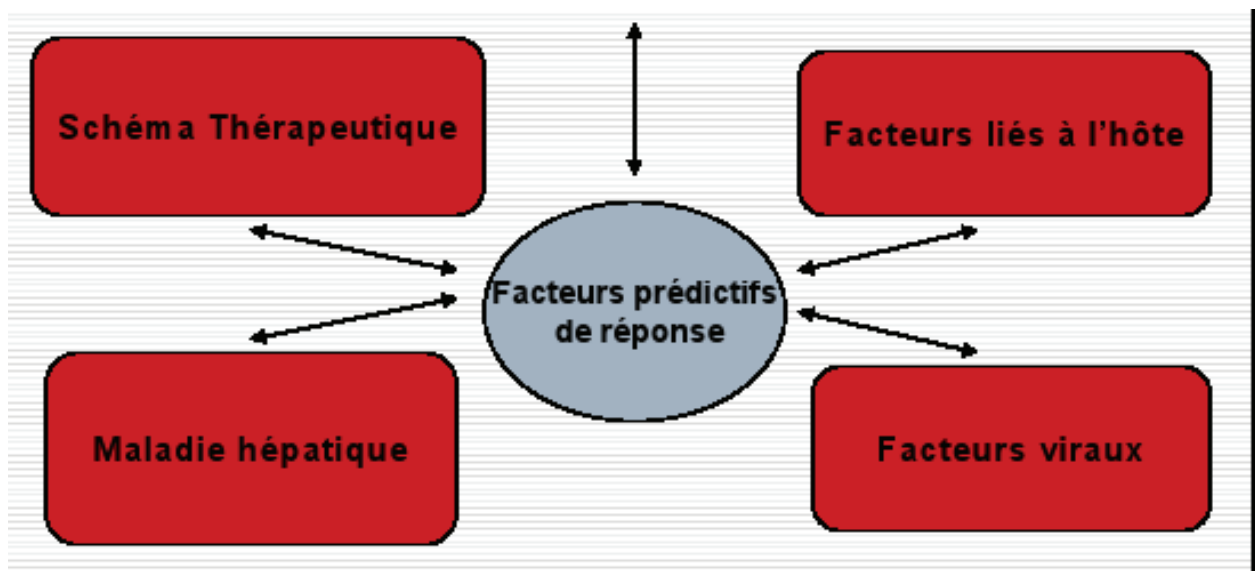 Schéma Thérapeutique
Facteurs liés à l'hôte
Facteurs prédictifs
de réponse
Maladie hépatique
Facteurs viraux